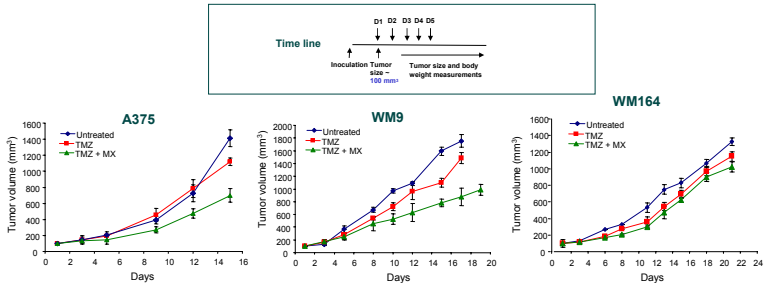 D1 D2 D3 D4 D5
Time line
Inoculation Tumor size ~ 100 mm³
Tumor size and body weight measurements
A375
Untreated
TMZ
TMZ + MX
Tumor volume (mm³)
1600
1400
1200
1000
800
600
400
200
0
0 2 4 6 8 10 12 14 16
Days
WM9
Untreated
TMZ
TMZ + MX
Tumor volume (mm³)
2000
1800
1600
1400
1200
1000
800
600
400
200
0
0 2 4 6 8 10 12 14 16 18 20
Days
WM164
Untreated
TMZ
TMZ + MX
Tumor volume (mm³)
1600
1400
1200
1000
800
600
400
200
0
0 2 4 6 8 10 12 14 16 18 20 22 24
Days